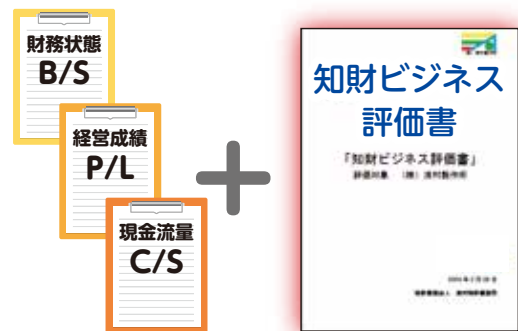 財務状態
B/S
経営成績
P/L
現金流量
C/S
知財ビジネス
評価書
「知財ビジネス評価書」